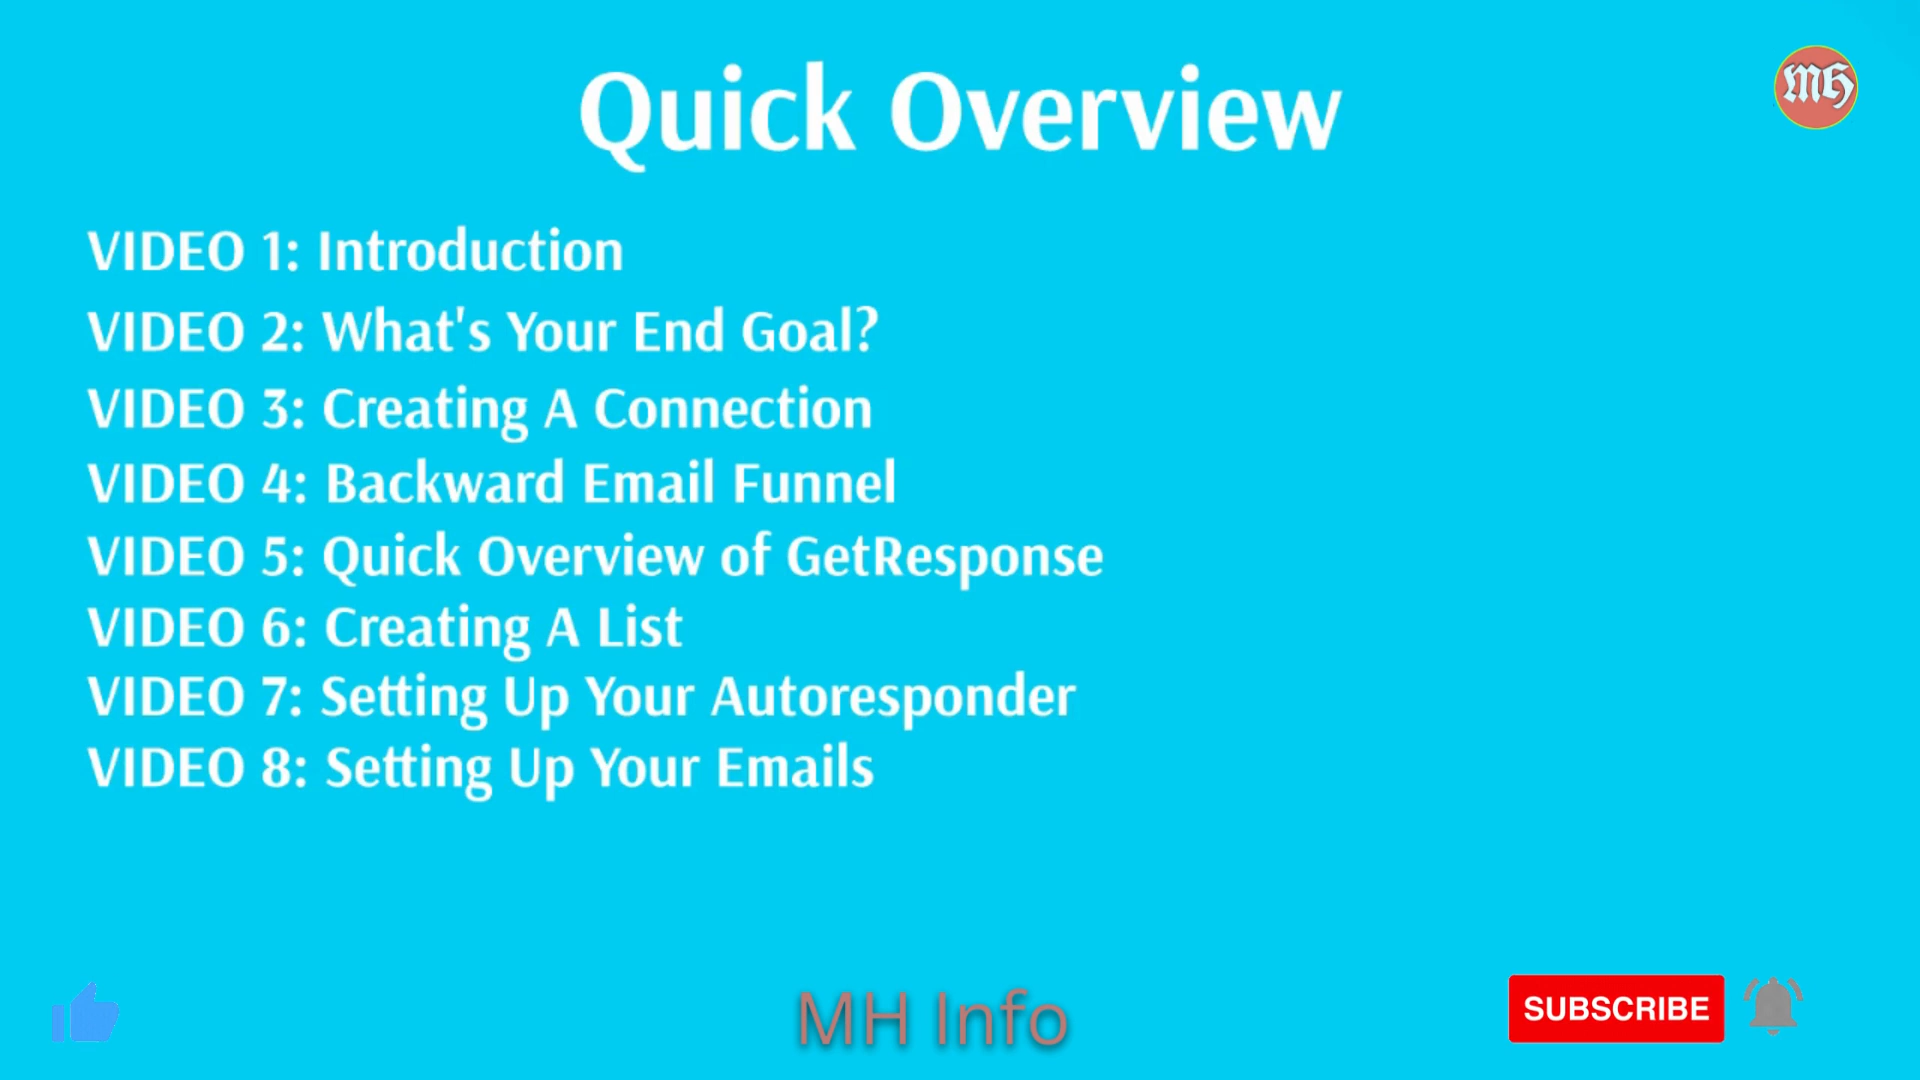 Quick Overview
MH
VIDEO 1: Introduction
VIDEO 2: What's Your End Goal?
VIDEO 3: Creating A Connection
VIDEO 4: Backward Email Funnel
VIDEO 5: Quick Overview of GetResponse
VIDEO 6: Creating A List
VIDEO 7: Setting Up Your Autoresponder
VIDEO 8: Setting Up Your Emails
MH Info
SUBSCRIBE